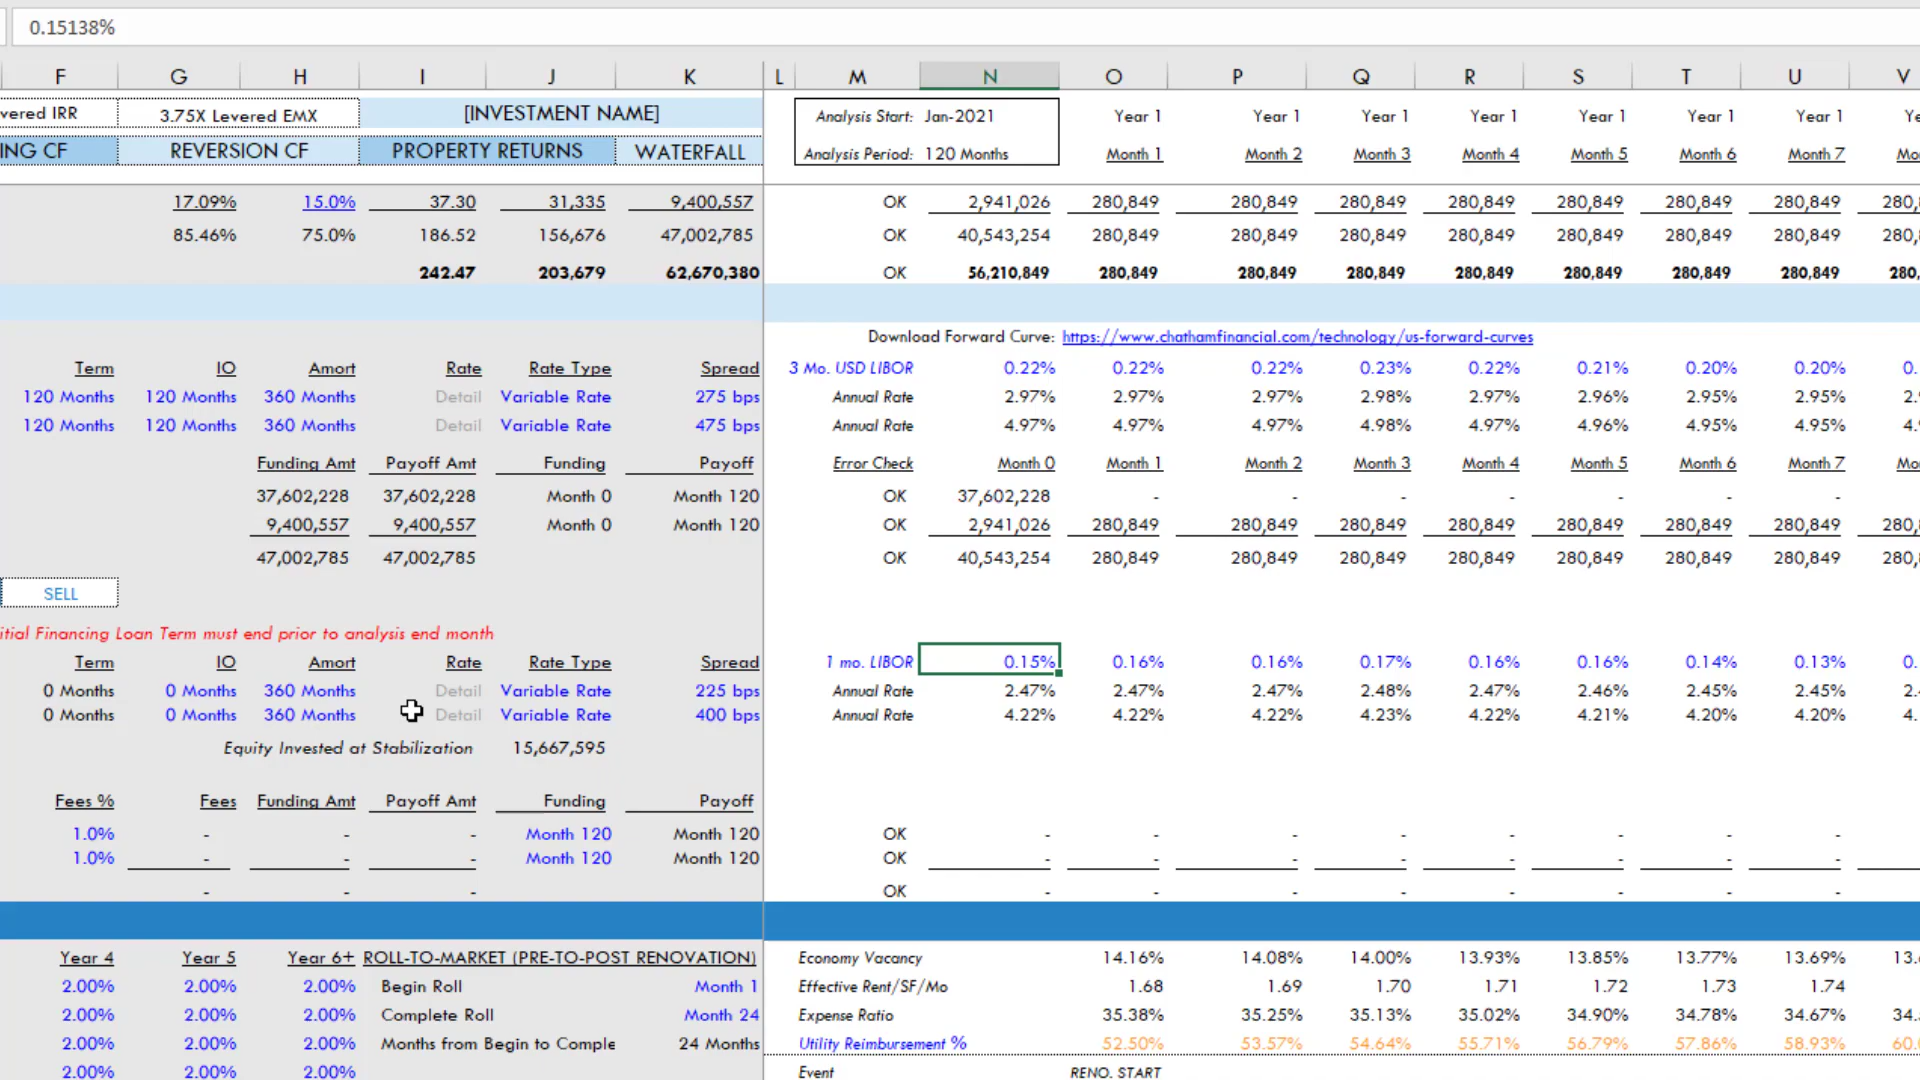 0.15138%
F G H I J K L M N O P Q R S T U V
vered IRR 3.75X Levered EMX [INVESTMENT NAME] Analysis Start: Jan-2021 Year 1 Year 1 Year 1 Year 1 Year 1 Year 1 Year 1 Ye
ING CF REVERSION CF PROPERTY RETURNS WATERFALL Analysis Period: 120 Months Month 1 Month 2 Month 3 Month 4 Month 5 Month 6 Month 7 Mo
17.09% 15.0% 37.30 31,335 9,400,557 OK 2,941,026 280,849 280,849 280,849 280,849 280,849 280,849 280,849 280,
85.46% 75.0% 186.52 156,676 47,002,785 OK 40,543,254 280,849 280,849 280,849 280,849 280,849 280,849 280,849 280,
242.47 203,679 62,670,380 OK 56,210,849 280,849 280,849 280,849 280,849 280,849 280,849 280,849 280,
Download Forward Curve: https://www.chathamfinancial.com/technology/us-forward-curves
Term IO Amort Rate Rate Type Spread 3 Mo. USD LIBOR 0.22% 0.22% 0.22% 0.23% 0.22% 0.21% 0.20% 0.20% 0.
120 Months 120 Months 360 Months Detail Variable Rate 275 bps Annual Rate 2.97% 2.97% 2.97% 2.98% 2.97% 2.96% 2.95% 2.95% 2.
120 Months 120 Months 360 Months Detail Variable Rate 475 bps Annual Rate 4.97% 4.97% 4.97% 4.98% 4.97% 4.96% 4.95% 4.95% 4.
Funding Amt Payoff Amt Funding Payoff Error Check Month 0 Month 1 Month 2 Month 3 Month 4 Month 5 Month 6 Month 7 Mo
37,602,228 37,602,228 Month 0 Month 120 OK 37,602,228 - - - - - - -
9,400,557 9,400,557 Month 0 Month 120 OK 2,941,026 280,849 280,849 280,849 280,849 280,849 280,849 280,849 280,
47,002,785 47,002,785 OK 40,543,254 280,849 280,849 280,849 280,849 280,849 280,849 280,849 280,
SELL
itial Financing Loan Term must end prior to analysis end month
Term IO Amort Rate Rate Type Spread 1 mo. LIBOR 0.15% 0.16% 0.16% 0.17% 0.16% 0.16% 0.14% 0.13% 0.
0 Months 0 Months 360 Months Detail Variable Rate 225 bps Annual Rate 2.47% 2.47% 2.47% 2.48% 2.47% 2.46% 2.45% 2.45% 2.
0 Months 0 Months 360 Months Detail Variable Rate 400 bps Annual Rate 4.22% 4.22% 4.22% 4.23% 4.22% 4.21% 4.20% 4.20% 4.
Equity Invested at Stabilization 15,667,595
Fees % Fees Funding Amt Payoff Amt Funding Payoff
1.0% - - - Month 120 Month 120 OK - - - - - - - -
1.0% - - - Month 120 Month 120 OK - - - - - - - -
- - - OK - - - - - - - -
Year 4 Year 5 Year 6+ ROLL-TO-MARKET (PRE-TO-POST RENOVATION) Economy Vacancy 14.16% 14.08% 14.00% 13.93% 13.85% 13.77% 13.69% 13.
2.00% 2.00% 2.00% Begin Roll Month 1 Effective Rent/SF/Mo 1.68 1.69 1.70 1.71 1.72 1.73 1.74
2.00% 2.00% 2.00% Complete Roll Month 24 Expense Ratio 35.38% 35.25% 35.13% 35.02% 34.90% 34.78% 34.67% 34.
2.00% 2.00% 2.00% Months from Begin to Comple 24 Months Utility Reimbursement % 52.50% 53.57% 54.64% 55.71% 56.79% 57.86% 58.93% 60.
2.00% 2.00% 2.00% Event RENO. START